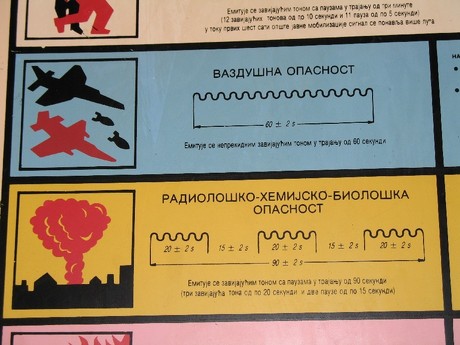 Емитује се завијајућим тоном са паузама у трајању од три минуте
(12 завијајућих тонова од по 10 секунди и 11 пауза од по 5 секунди)
у току првих шест сати опште јавне мобилизације сигнал се понавља више пута
ВАЗДУШНА ОПАСНОСТ
60 ± 2 s
Емитује се непрекидним завијајућим тоном у трајању од 60 секунди
РАДИОЛОШКО-ХЕМИЈСКО-БИОЛОШКА
ОПАСНОСТ
20 ± 2 s 15 ± 2 s 20 ± 2 s 15 ± 2 s 20 ± 2 s
90 ± 2 s
Емитује се завијајућим тоном са паузама у трајању од 90 секунди
(три завијајућа тона од по 20 секунди и две паузе од по 15 секунди)
НА